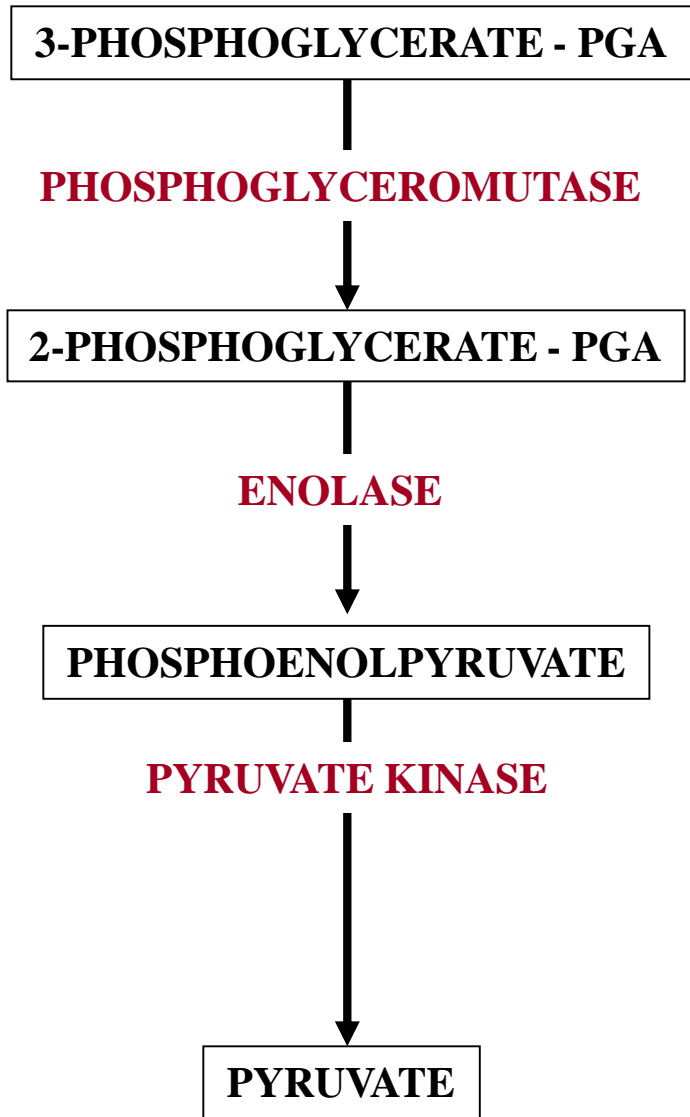 3-PHOSPHOGLYCERATE - PGA
PHOSPHOGLYCEROMUTASE
2-PHOSPHOGLYCERATE - PGA
ENOLASE
PHOSPHOENOLPYRUVATE
PYRUVATE KINASE
PYRUVATE